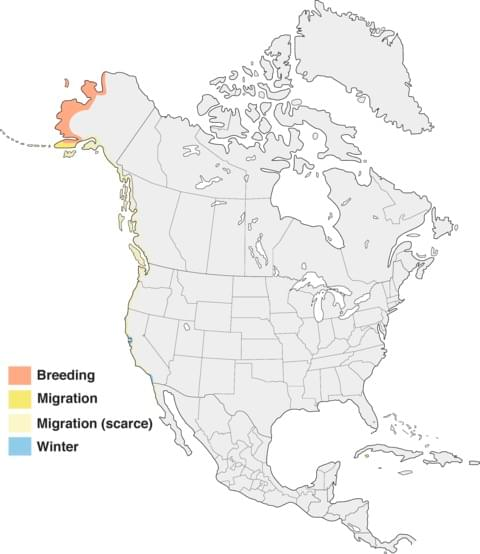 Breeding
Migration
Migration (scarce)
Winter